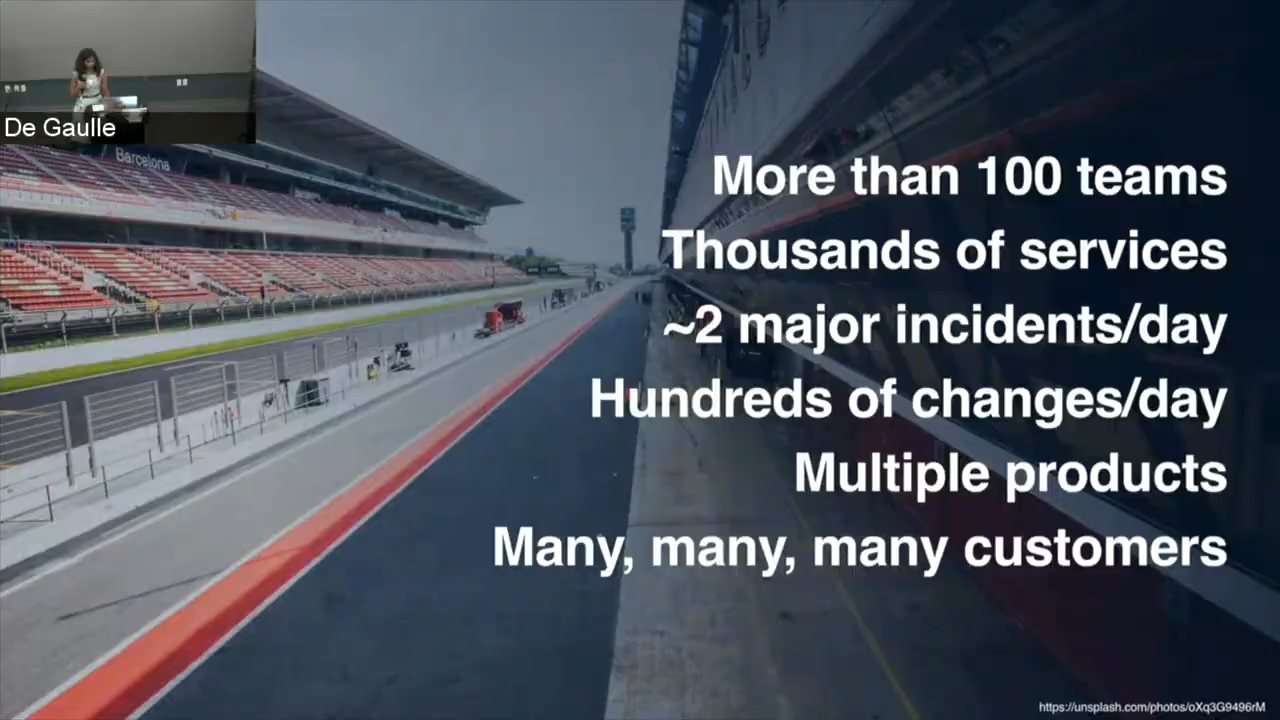 De Gaulle
Barcelona
More than 100 teams
Thousands of services
~2 major incidents/day
Hundreds of changes/day
Multiple products
Many, many, many customers
https://unsplash.com/photos/oXq3G9496rM